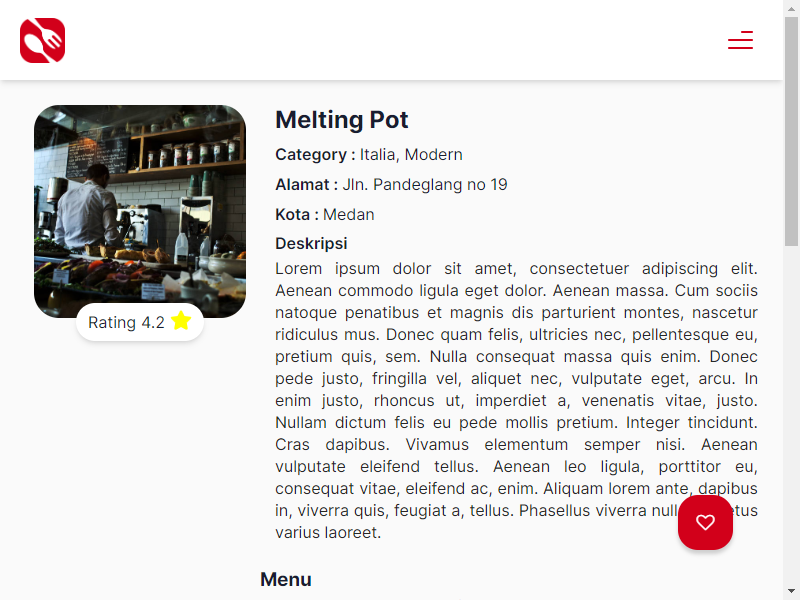 Melting Pot
Category : Italia, Modern
Alamat : Jln. Pandeglang no 19
Kota : Medan
Deskripsi
Lorem ipsum dolor sit amet, consectetuer adipiscing elit.
Aenean commodo ligula eget dolor. Aenean massa. Cum sociis
natoque penatibus et magnis dis parturient montes, nascetur
ridiculus mus. Donec quam felis, ultricies nec, pellentesque eu,
pretium quis, sem. Nulla consequat massa quis enim. Donec
pede justo, fringilla vel, aliquet nec, vulputate eget, arcu. In
enim justo, rhoncus ut, imperdiet a, venenatis vitae, justo.
Nullam dictum felis eu pede mollis pretium. Integer tincidunt.
Cras dapibus. Vivamus elementum semper nisi. Aenean
vulputate eleifend tellus. Aenean leo ligula, porttitor eu,
consequat vitae, eleifend ac, enim. Aliquam lorem ante, dapibus
in, viverra quis, feugiat a, tellus. Phasellus viverra
varius laoreet.
Rating 4.2
Menu